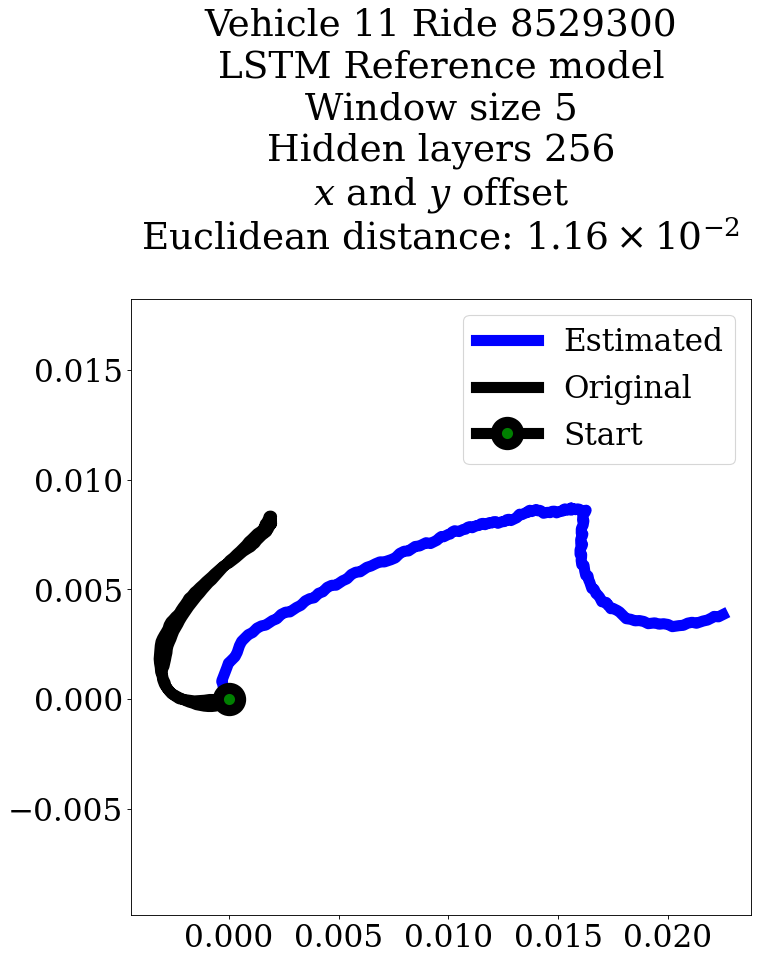 Vehicle 11 Ride 8529300
LSTM Reference model
Window size 5
Hidden layers 256
x and y offset
Euclidean distance: 1.16 × 10⁻²
Estimated
Original
Start
0.015
0.010
0.005
0.000
−0.005
0.000 0.005 0.010 0.015 0.020